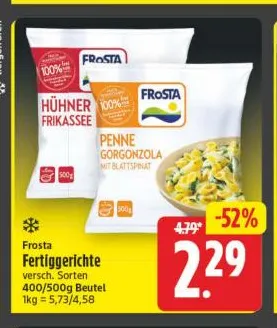 FRoSTA
100%
HÜHNER
FRIKASSEE
500g
FRoSTA
100%
PENNE
GORGONZOLA
MIT BLATTSPINAT
500g
Frosta
Fertiggerichte
versch. Sorten
400/500g Beutel
1kg = 5,73/4,58
4.79*
-52%
2.29